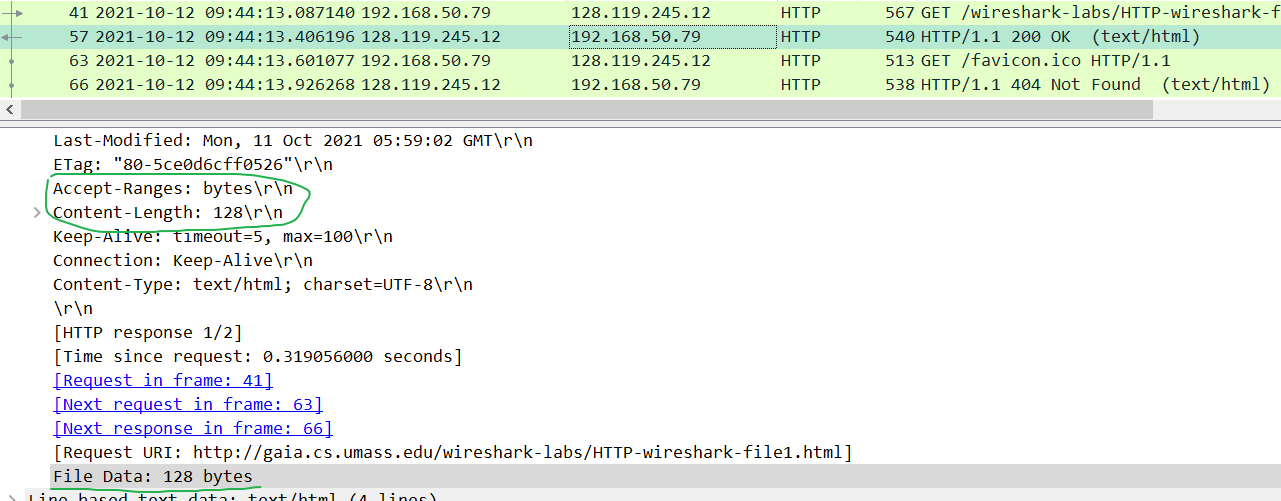 41 2021-10-12 09:44:13.087140 192.168.50.79 128.119.245.12 HTTP 567 GET /wireshark-labs/HTTP-wireshark-f
57 2021-10-12 09:44:13.406196 128.119.245.12 192.168.50.79 HTTP 540 HTTP/1.1 200 OK (text/html)
63 2021-10-12 09:44:13.601077 192.168.50.79 128.119.245.12 HTTP 513 GET /favicon.ico HTTP/1.1
66 2021-10-12 09:44:13.926268 128.119.245.12 192.168.50.79 HTTP 538 HTTP/1.1 404 Not Found (text/html)
Last-Modified: Mon, 11 Oct 2021 05:59:02 GMT\r\n
ETag: "80-5ce0d6cff0526"\r\n
Accept-Ranges: bytes\r\n
Content-Length: 128\r\n
Keep-Alive: timeout=5, max=100\r\n
Connection: Keep-Alive\r\n
Content-Type: text/html; charset=UTF-8\r\n
\r\n
[HTTP response 1/2]
[Time since request: 0.319056000 seconds]
[Request in frame: 41]
[Next request in frame: 63]
[Next response in frame: 66]
[Request URI: http://gaia.cs.umass.edu/wireshark-labs/HTTP-wireshark-file1.html]
File Data: 128 bytes
Line-based text data: text/html (4 lines)